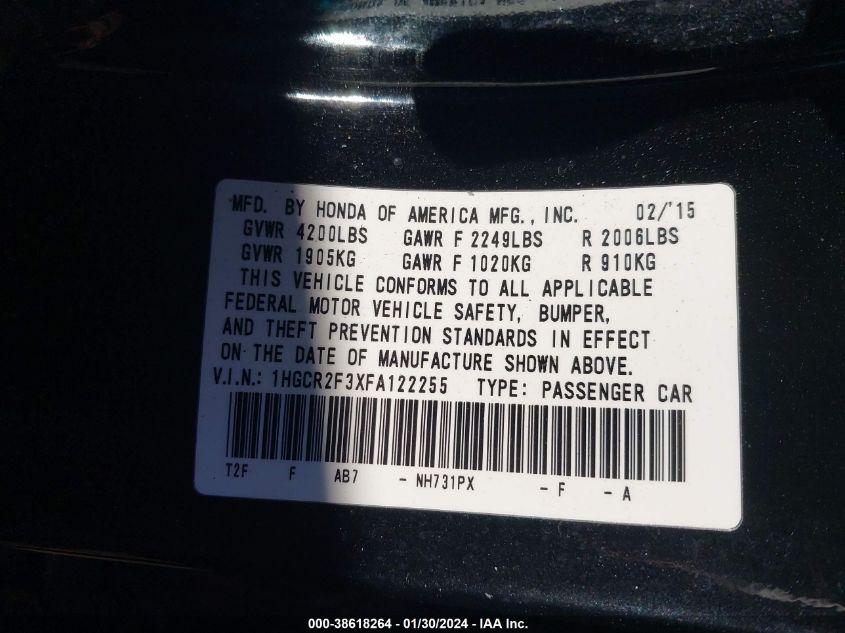 MFD. BY HONDA OF AMERICA MFG., INC. 02/'15
GVWR 4200LBS GAWR F 2249LBS R 2006LBS
GVWR 1905KG GAWR F 1020KG R 910KG
THIS VEHICLE CONFORMS TO ALL APPLICABLE
FEDERAL MOTOR VEHICLE SAFETY, BUMPER,
AND THEFT PREVENTION STANDARDS IN EFFECT
ON THE DATE OF MANUFACTURE SHOWN ABOVE.
V.I.N.: 1HGCR2F3XFA122255 TYPE: PASSENGER CAR
T2F F AB7 - NH731PX - F - A
000-38618264 - 01/30/2024 - IAA Inc.